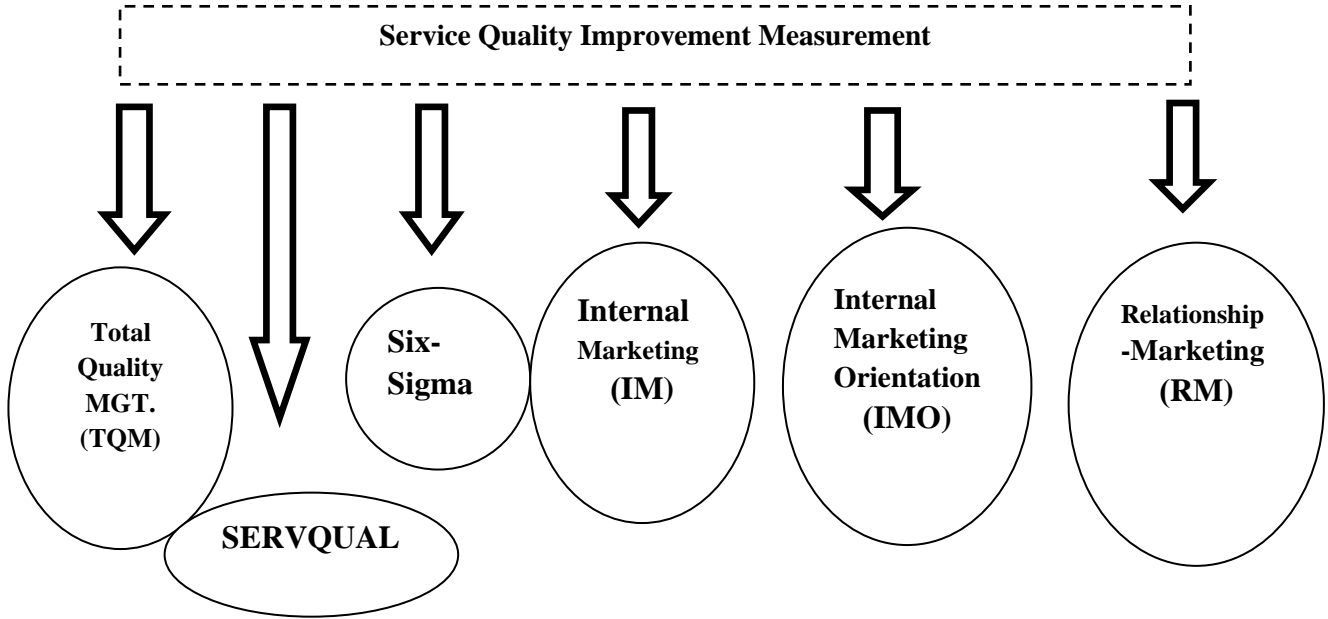 Service Quality Improvement Measurement
Total
Quality
MGT.
(TQM)
SERVQUAL
Six-
Sigma
Internal
Marketing
(IM)
Internal
Marketing
Orientation
(IMO)
Relationship
-Marketing
(RM)